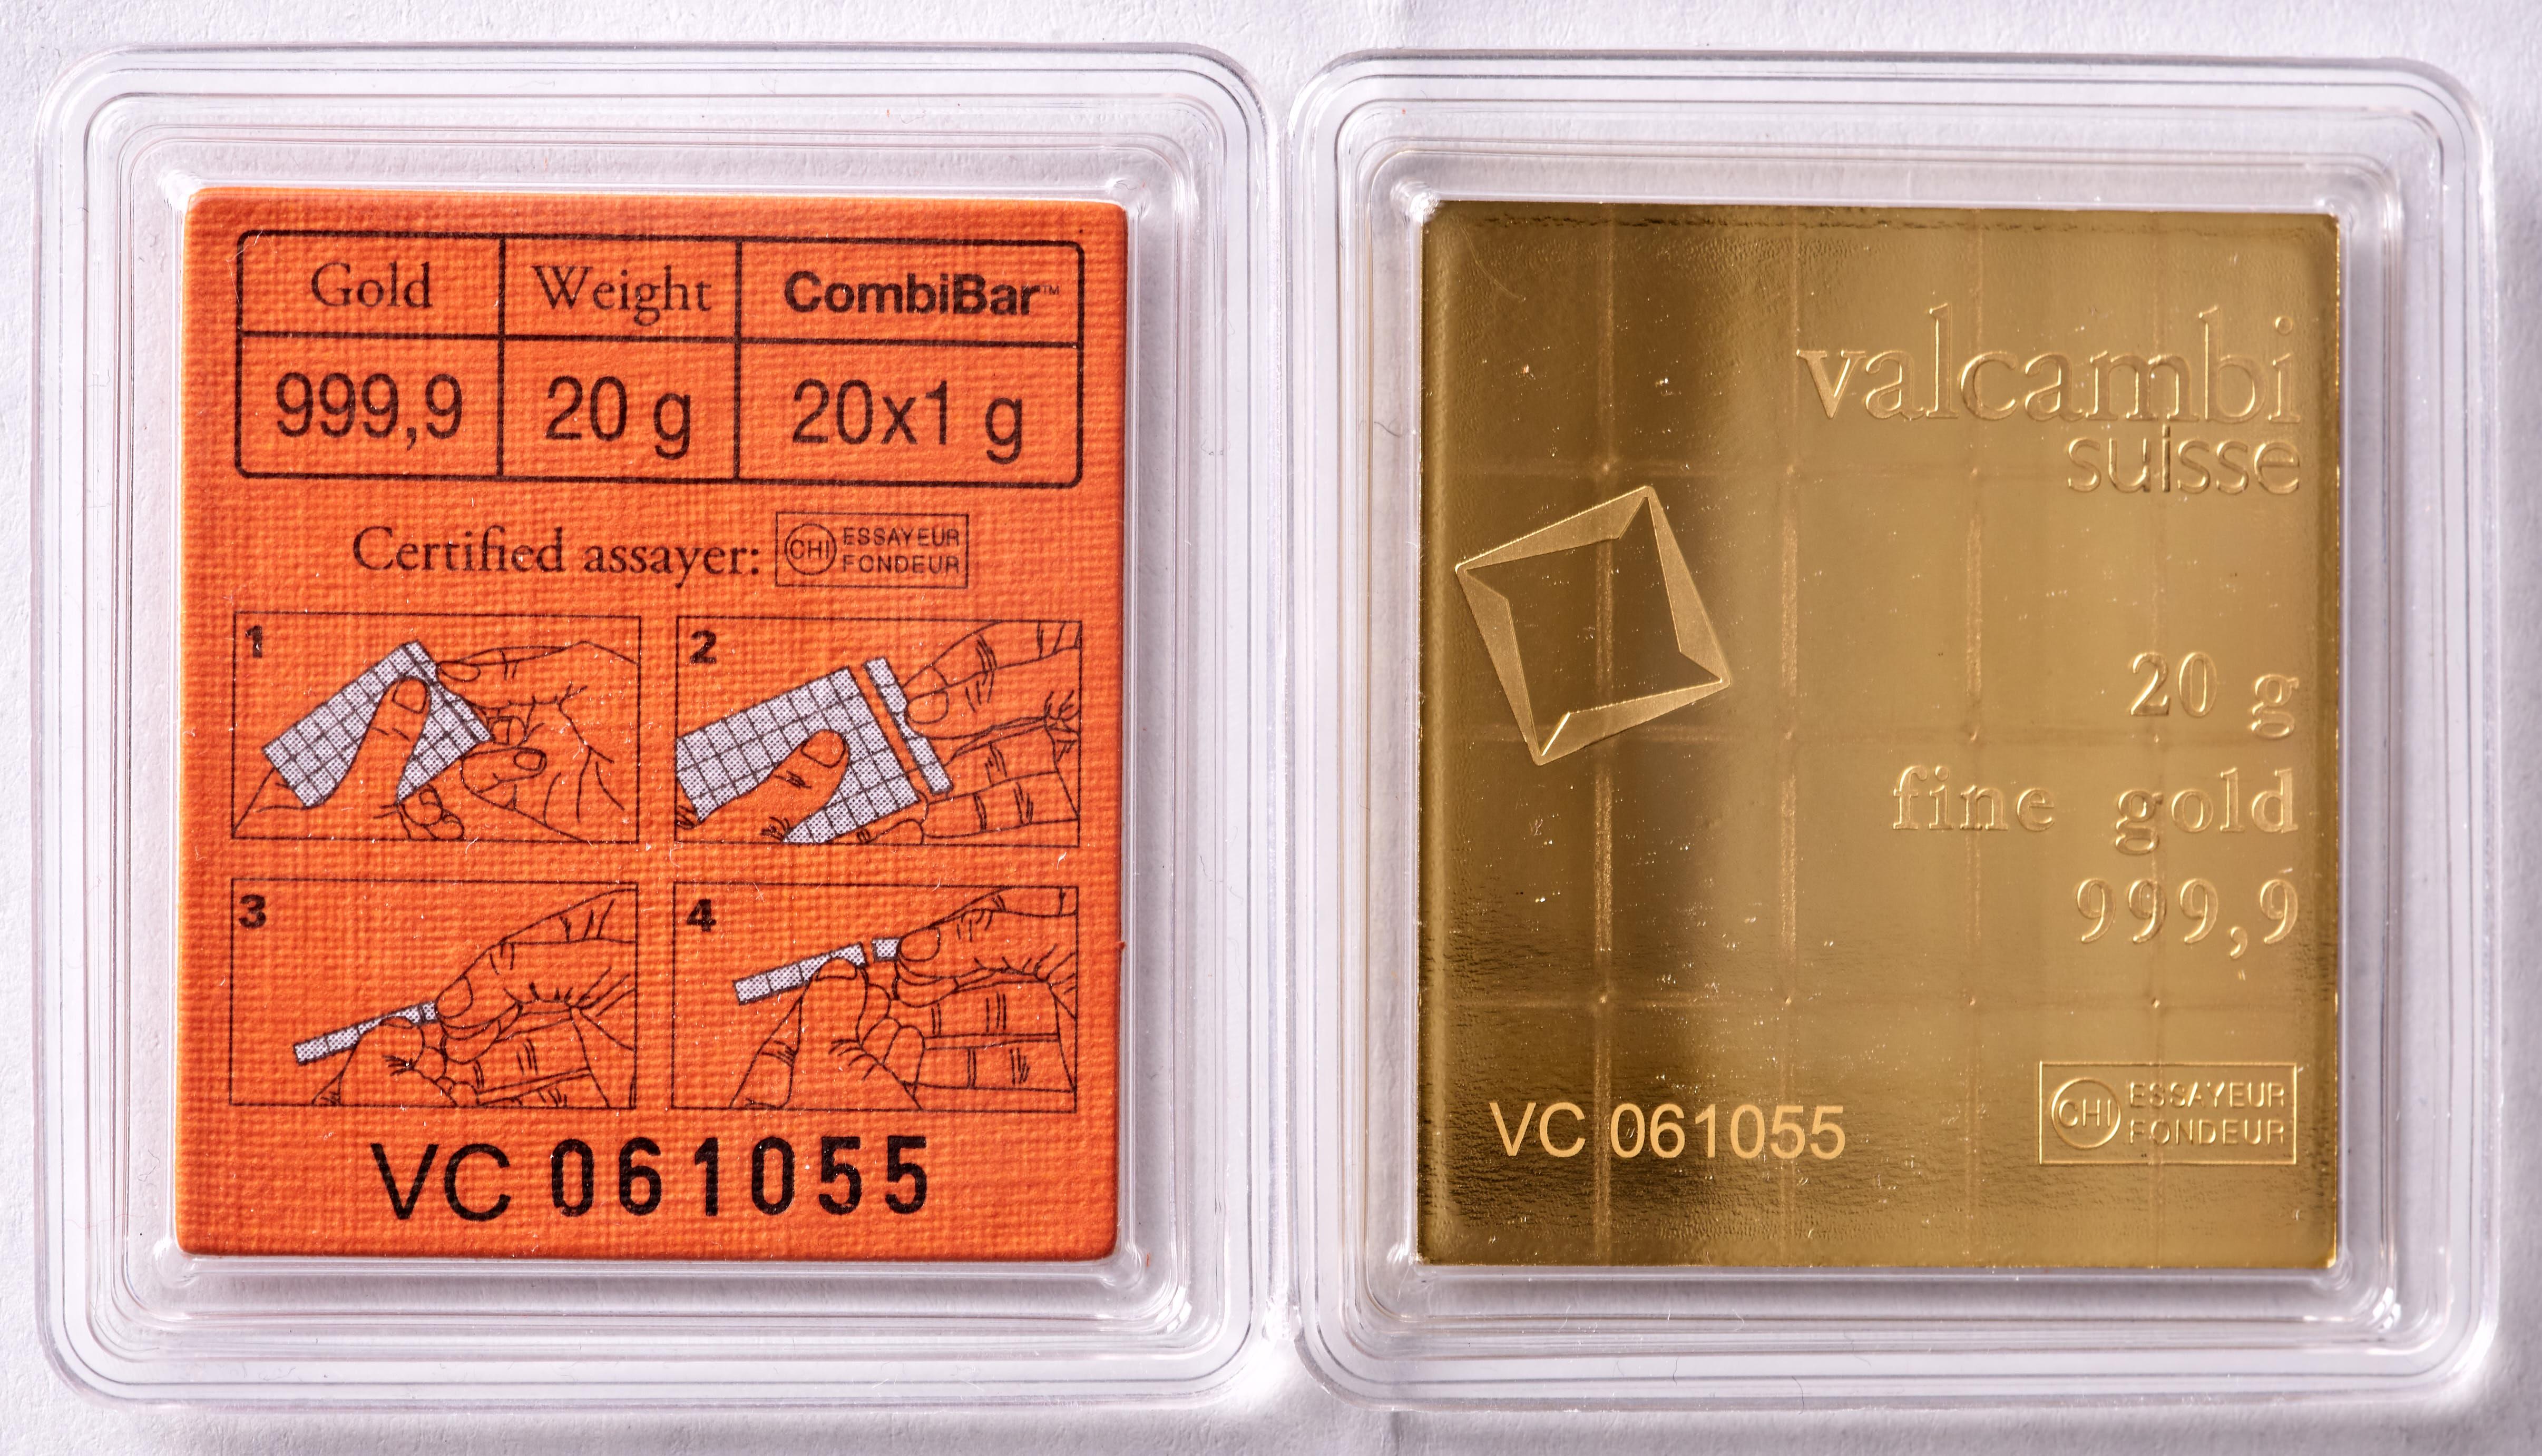 Gold Weight CombiBar™
999,9 20 g 20x1 g
Certified assayer: CHI ESSAYEUR
FONDEUR
1 2
3 4
VC 061055
valcambi
suisse
20 g
fine gold
999,9
VC 061055
CHI ESSAYEUR
FONDEUR